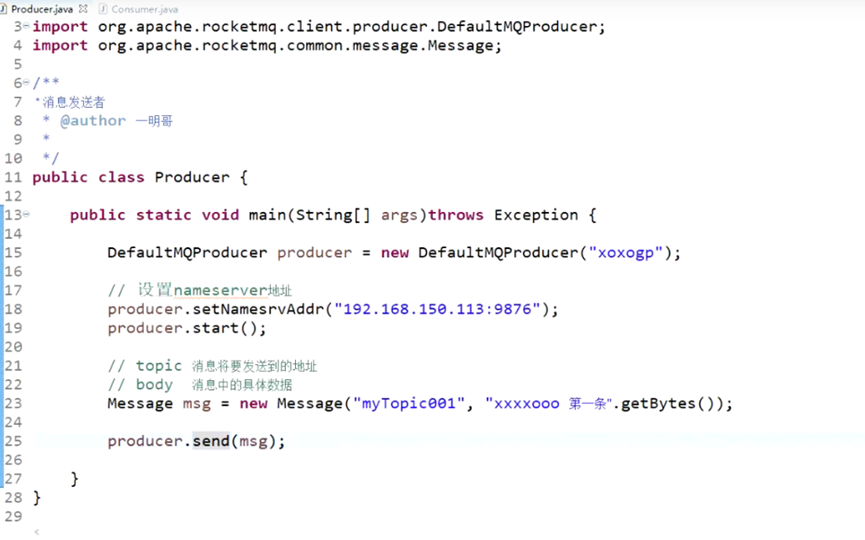 Producer.java Consumer.java
3 import org.apache.rocketmq.client.producer.DefaultMQProducer;
4 import org.apache.rocketmq.common.message.Message;
5
6 /**
7 *消息发送者
8 * @author 一明哥
9 *
10 */
11 public class Producer {
12
13 public static void main(String[] args)throws Exception {
14
15 DefaultMQProducer producer = new DefaultMQProducer("xoxogp");
16
17 // 设置nameserver地址
18 producer.setNamesrvAddr("192.168.150.113:9876");
19 producer.start();
20
21 // topic 消息将要发送到的地址
22 // body 消息中的具体数据
23 Message msg = new Message("myTopic001", "xxxxooo 第一条".getBytes());
24
25 producer.send(msg);
26
27 }
28 }
29